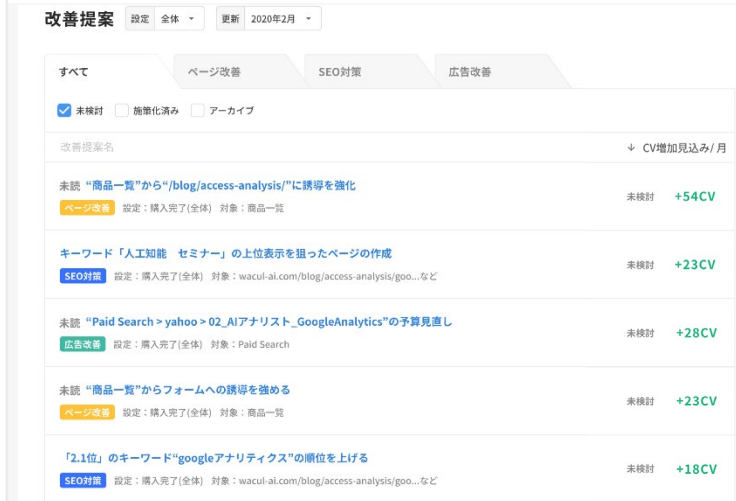 改善提案 設定 全体 更新 2020年2月
すべて ページ改善 SEO対策 広告改善
未検討 施策化済み アーカイブ
改善提案名 ↓ CV増加見込み/月
未読 “商品一覧”から“/blog/access-analysis/”に誘導を強化
ページ改善 設定：購入完了(全体) 対象：商品一覧 未検討 +54CV
キーワード「人工知能　セミナー」の上位表示を狙ったページの作成
SEO対策 設定：購入完了(全体) 対象：wacul-ai.com/blog/access-analysis/goo...など 未検討 +23CV
未読 “Paid Search > yahoo > 02_AIアナリスト_GoogleAnalytics”の予算見直し
広告改善 設定：購入完了(全体) 対象：Paid Search 未検討 +28CV
未読 “商品一覧”からフォームへの誘導を強める
ページ改善 設定：購入完了(全体) 対象：商品一覧 未検討 +23CV
「2.1位」のキーワード“googleアナリティクス”の順位を上げる
SEO対策 設定：購入完了(全体) 対象：wacul-ai.com/blog/access-analysis/goo...など 未検討 +18CV